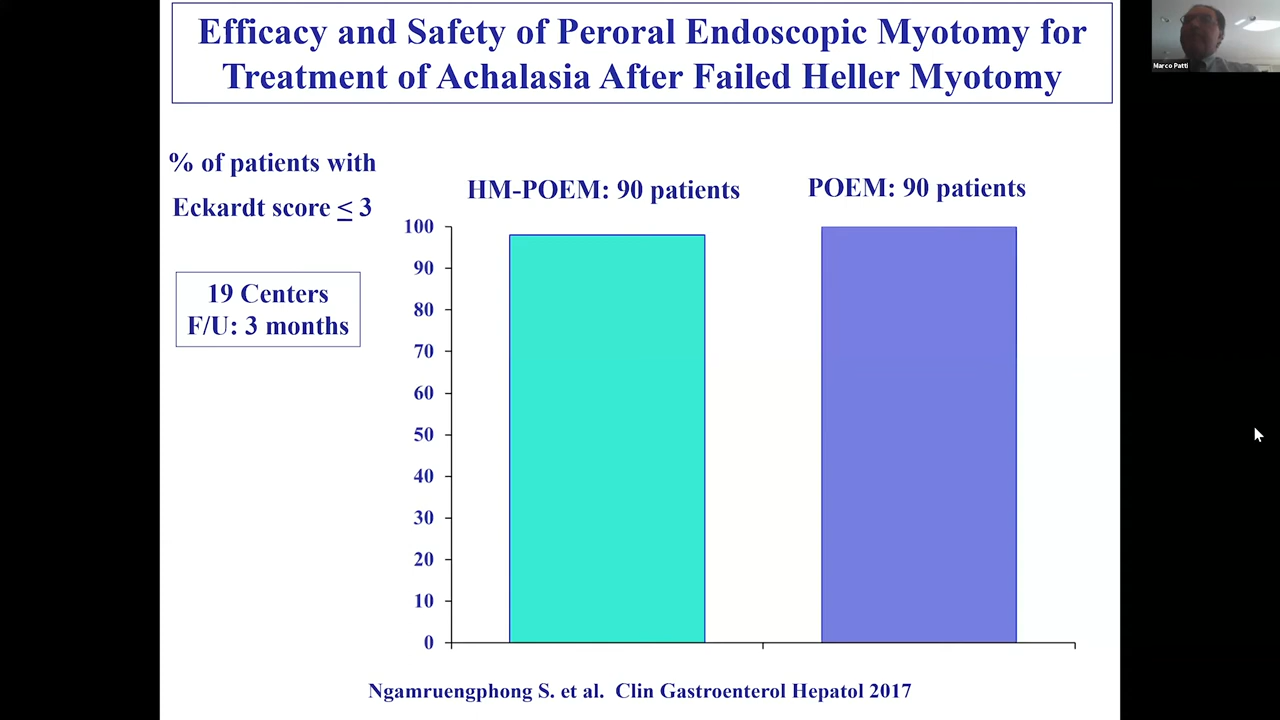 Efficacy and Safety of Peroral Endoscopic Myotomy for
Treatment of Achalasia After Failed Heller Myotomy
Marco Patti
% of patients with
Eckardt score ≤ 3
19 Centers
F/U: 3 months
HM-POEM: 90 patients
POEM: 90 patients
100
90
80
70
60
50
40
30
20
10
0
Ngamruengphong S. et al. Clin Gastroenterol Hepatol 2017